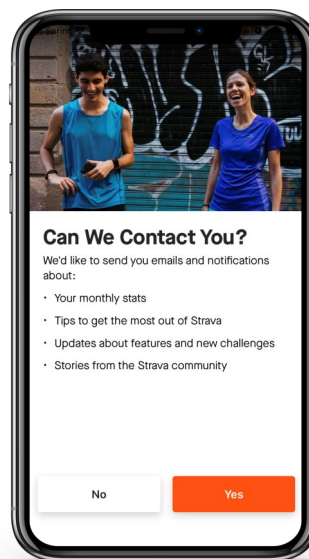 Sprint
Can We Contact You?
We'd like to send you emails and notifications
about:
· Your monthly stats
· Tips to get the most out of Strava
· Updates about features and new challenges
· Stories from the Strava community
No
Yes